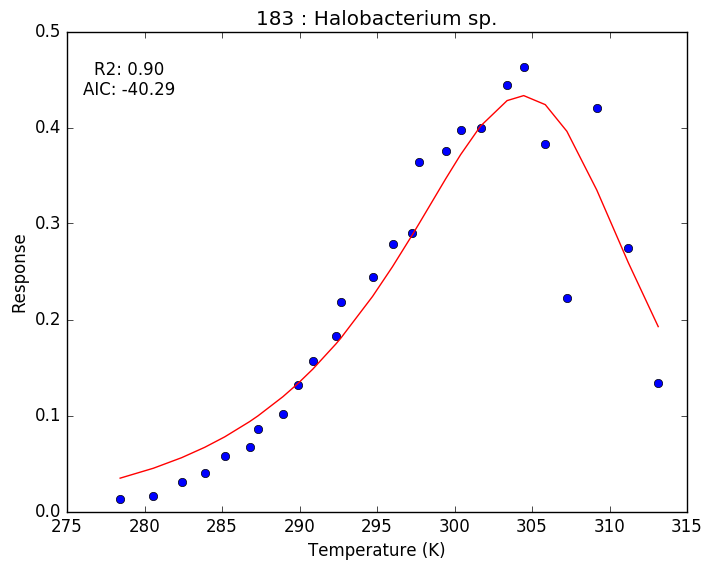 183 : Halobacterium sp.
R2: 0.90
AIC: -40.29
0.5
0.4
0.3
0.2
0.1
0.0
Response
275 280 285 290 295 300 305 310 315
Temperature (K)